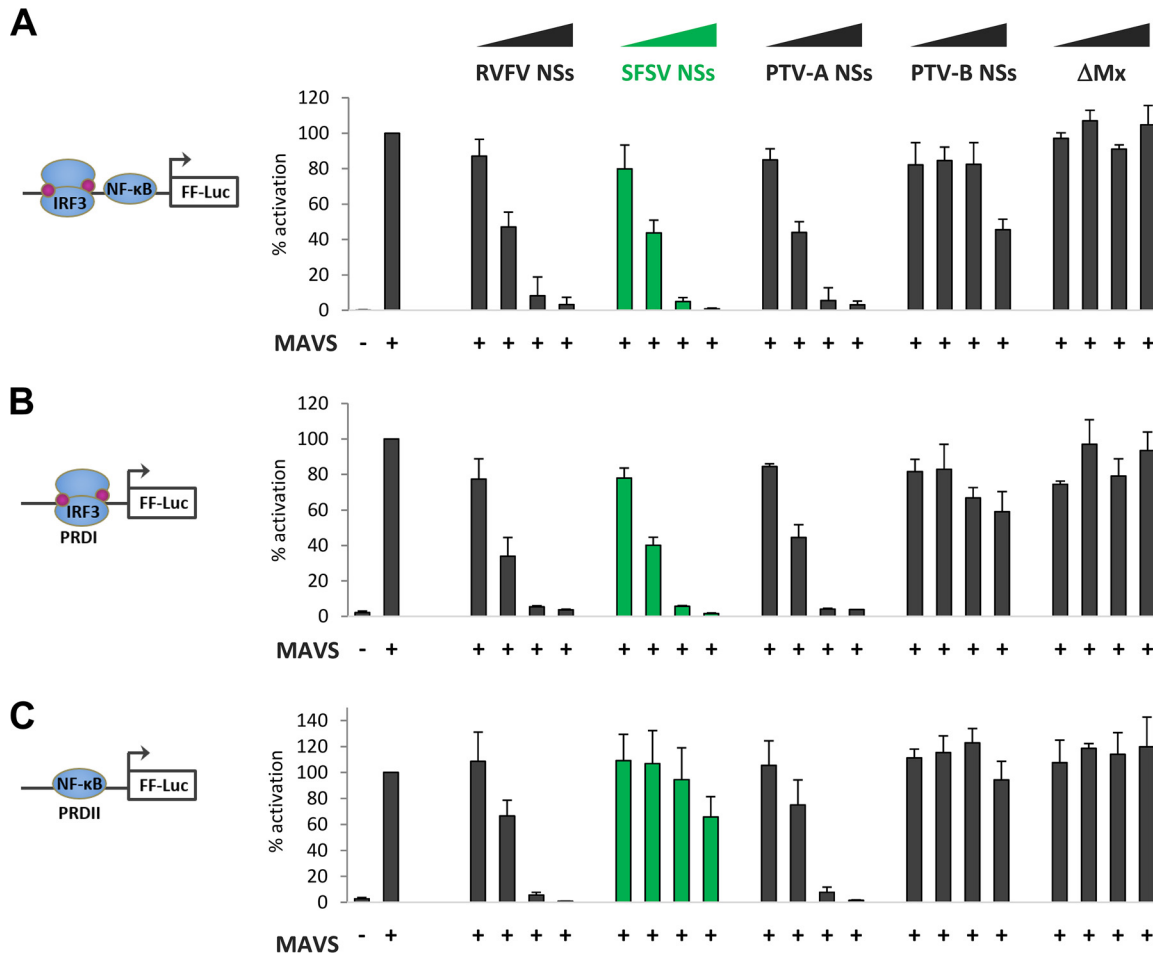 A
RVFV NSs SFSV NSs PTV-A NSs PTV-B NSs ΔMx
120
100
80
60
40
20
0
% activation
IRF3 NF-κB FF-Luc
MAVS - + + + + + + + + + + + + + + + + + + + + +
B
120
100
80
60
40
20
0
% activation
IRF3 FF-Luc
PRDI
MAVS - + + + + + + + + + + + + + + + + + + + + +
C
140
120
100
80
60
40
20
0
% activation
NF-κB FF-Luc
PRDII
MAVS - + + + + + + + + + + + + + + + + + + + + +